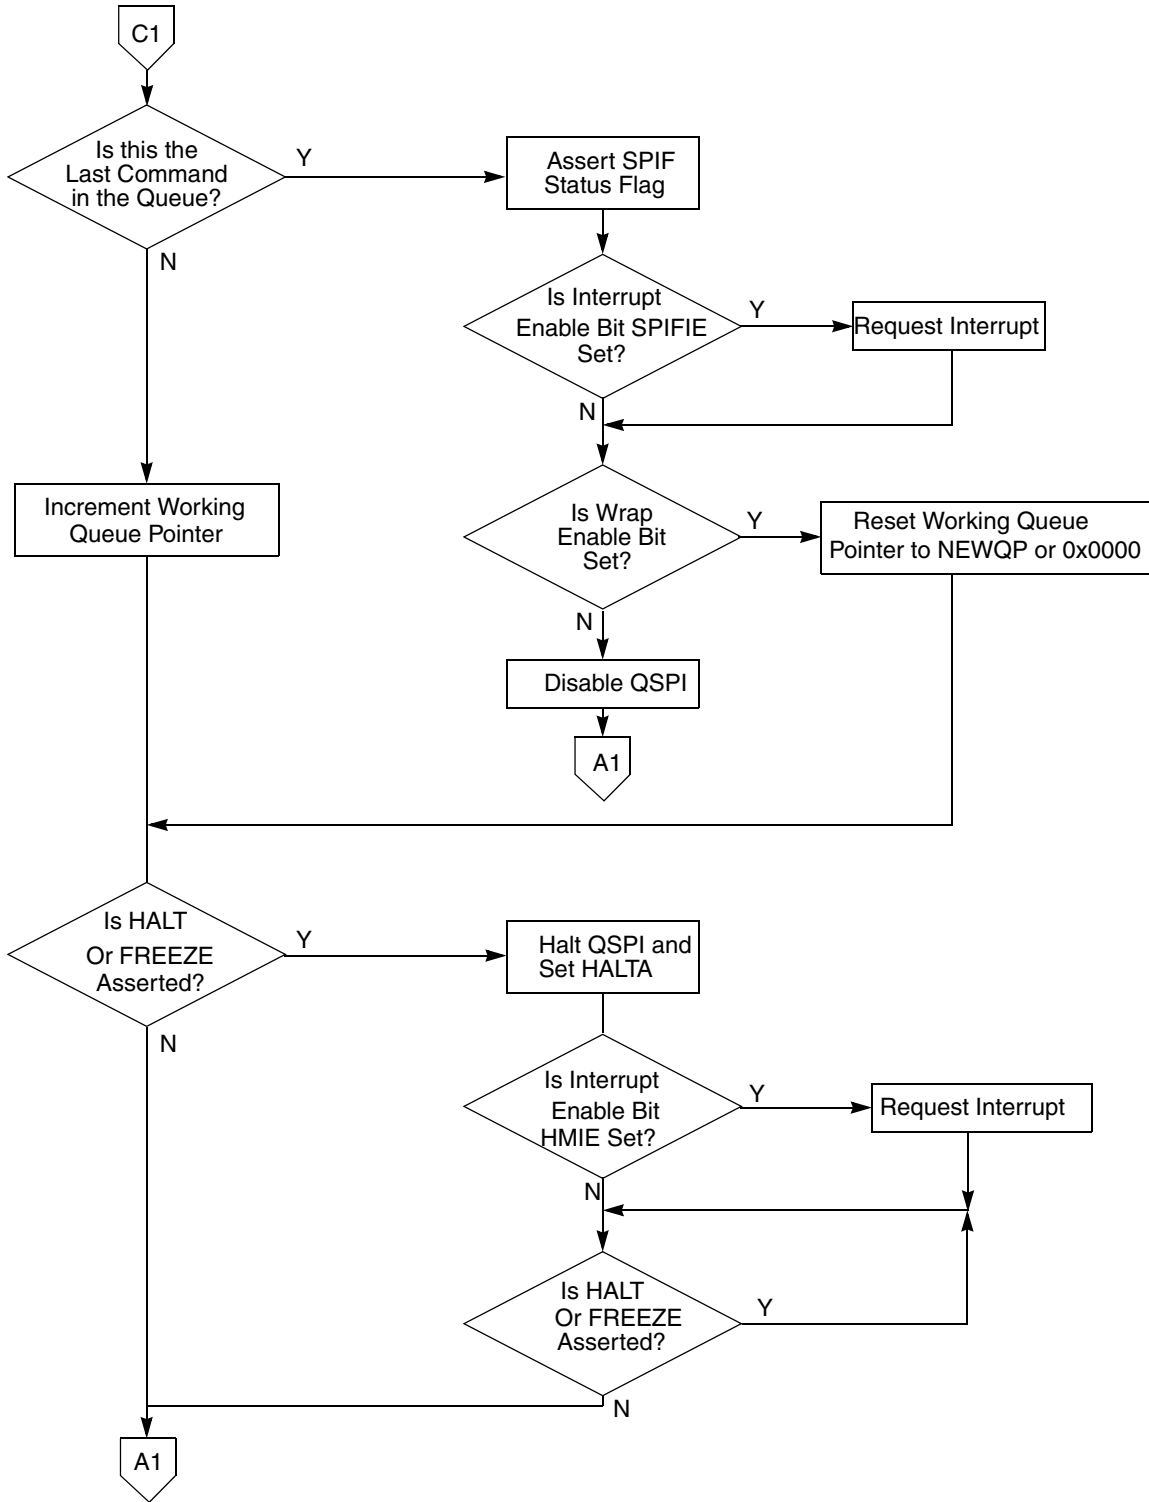 C1
Is this the
Last Command
in the Queue?
Y
N
Assert SPIF
Status Flag
Is Interrupt
Enable Bit SPIFIE
Set?
Y
Request Interrupt
N
Increment Working
Queue Pointer
Is Wrap
Enable Bit
Set?
Y
Reset Working Queue
Pointer to NEWQP or 0x0000
N
Disable QSPI
A1
Is HALT
Or FREEZE
Asserted?
Y
N
Halt QSPI and
Set HALTA
Is Interrupt
Enable Bit
HMIE Set?
Y
Request Interrupt
N
Is HALT
Or FREEZE
Asserted?
Y
N
A1